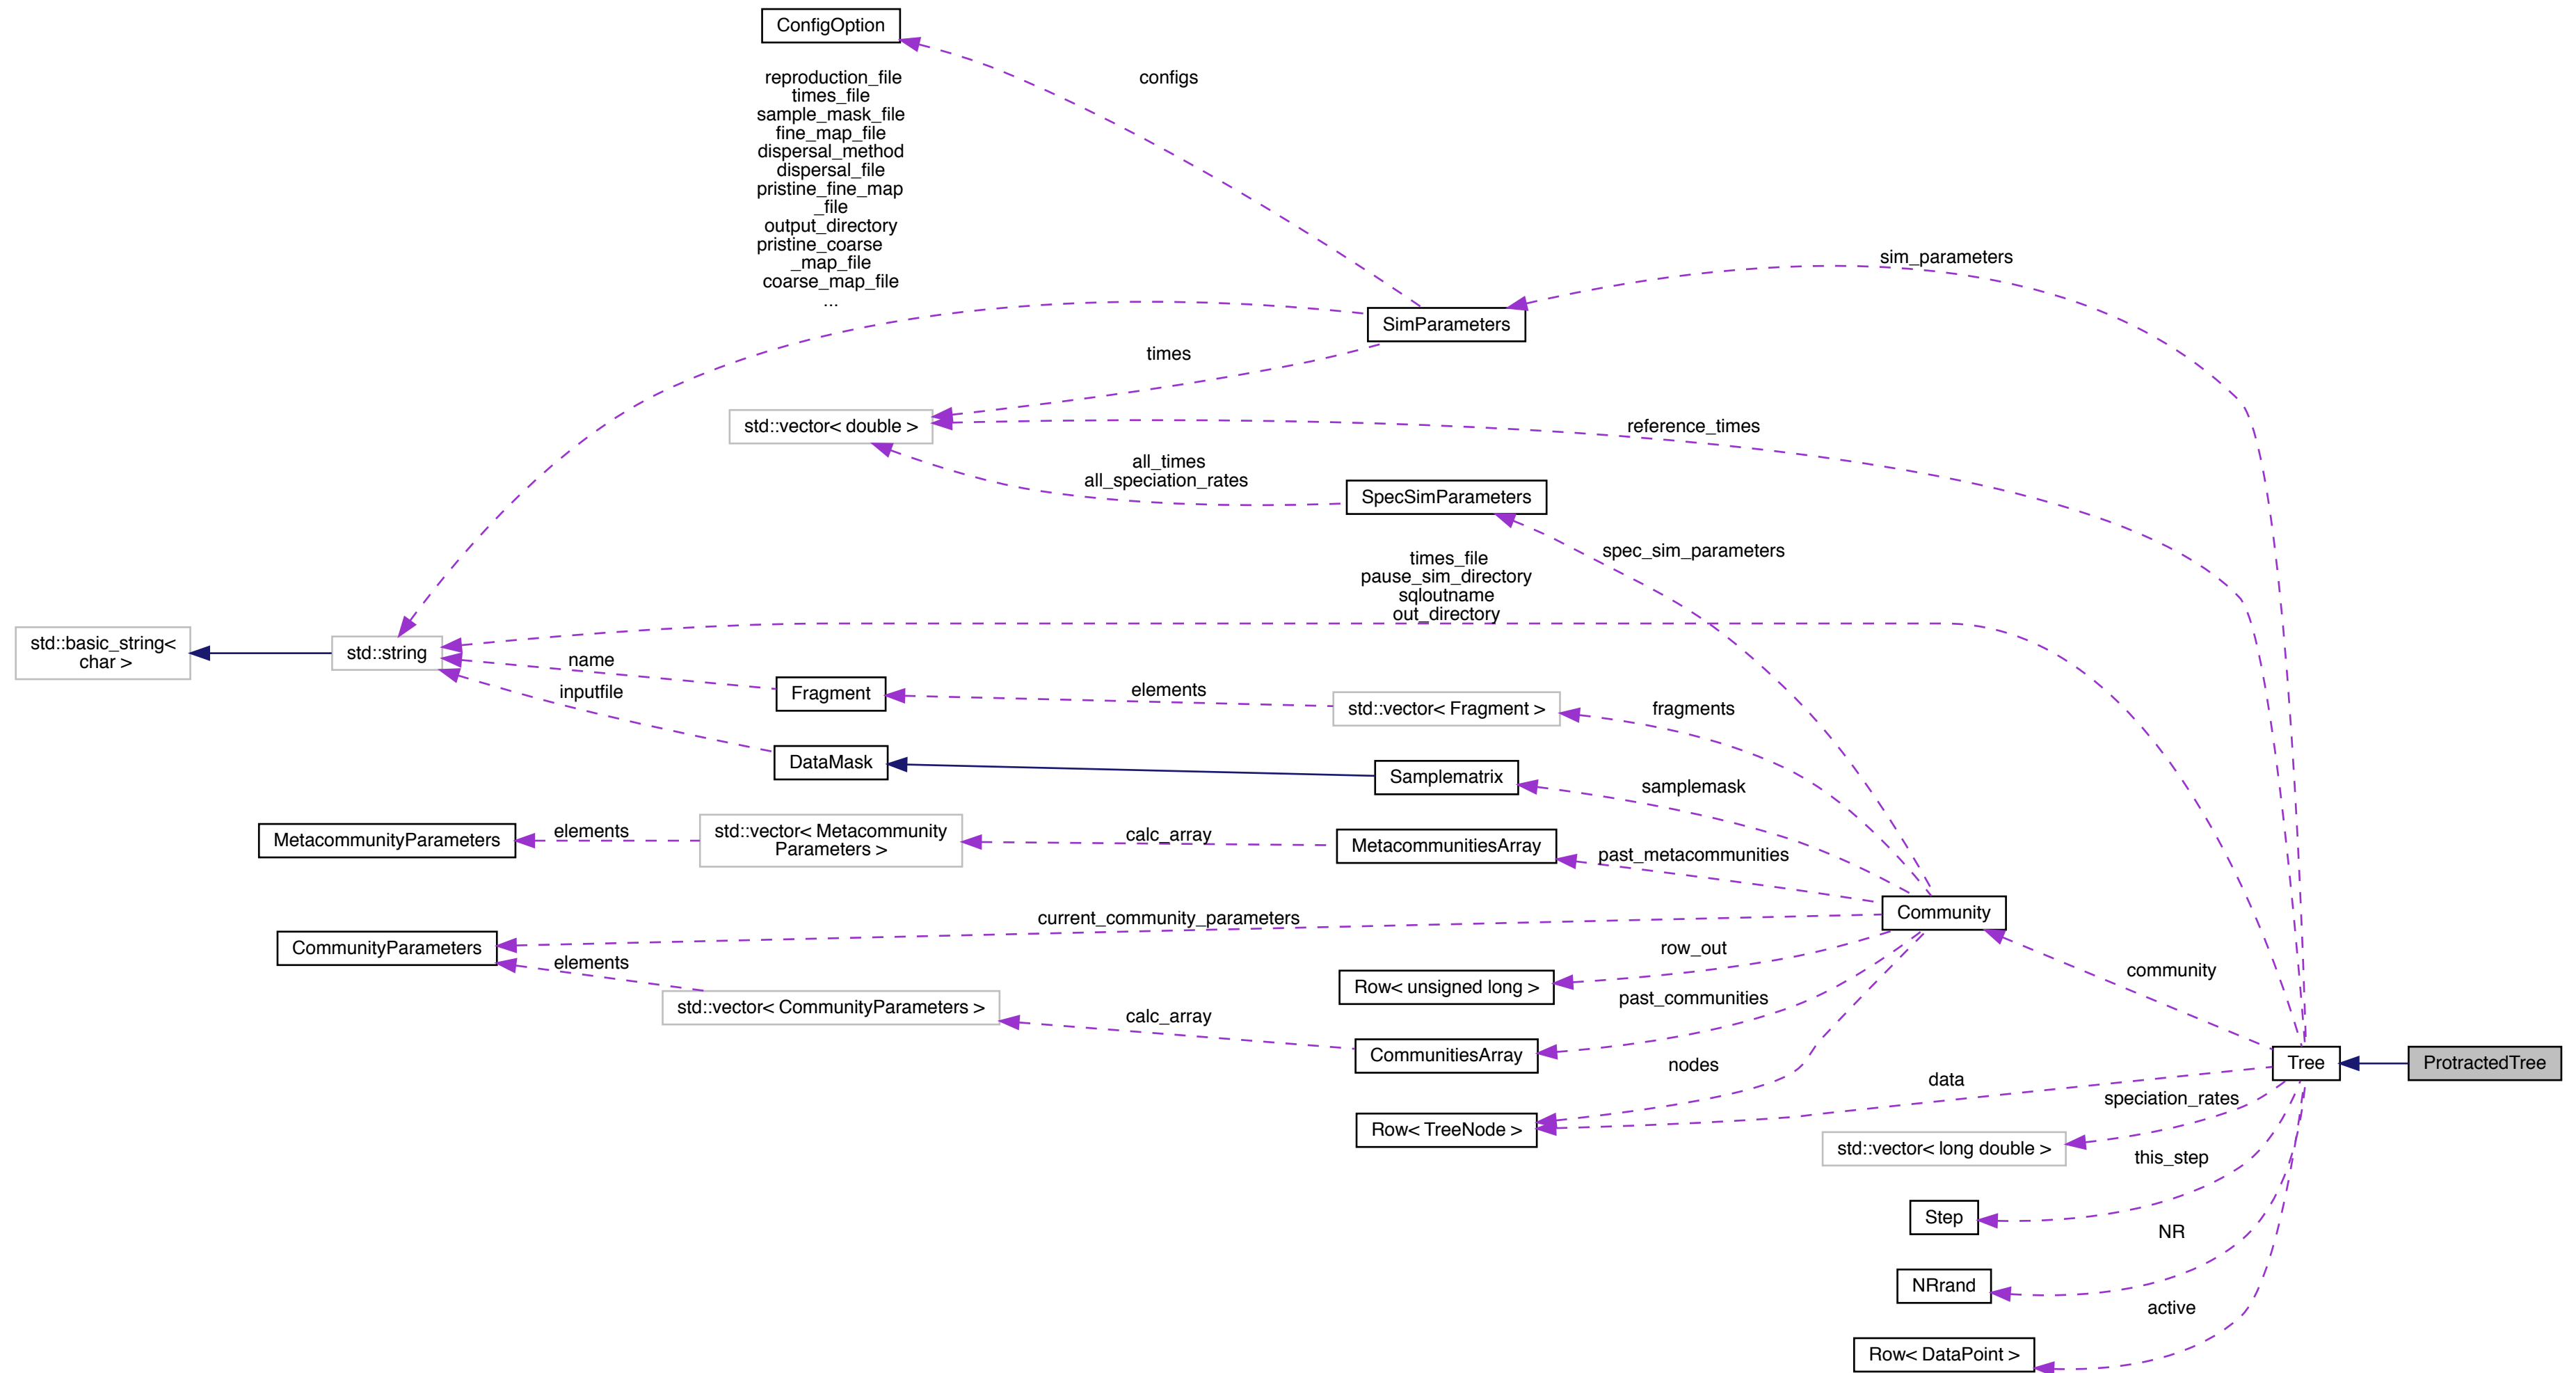 ConfigOption
configs
reproduction_file
times_file
sample_mask_file
fine_map_file
dispersal_method
dispersal_file
pristine_fine_map
_file
output_directory
pristine_coarse
_map_file
coarse_map_file
...
sim_parameters
SimParameters
times
std::vector< double >
reference_times
all_times
all_speciation_rates
SpecSimParameters
spec_sim_parameters
times_file
pause_sim_directory
sqloutname
out_directory
std::basic_string<
char >
std::string
name
inputfile
Fragment
elements
std::vector< Fragment >
fragments
DataMask
Samplematrix
samplemask
MetacommunityParameters
elements
std::vector< Metacommunity
Parameters >
calc_array
MetacommunitiesArray
past_metacommunities
Community
current_community_parameters
CommunityParameters
elements
std::vector< CommunityParameters >
calc_array
row_out
Row< unsigned long >
past_communities
CommunitiesArray
nodes
Row< TreeNode >
community
Tree
ProtractedTree
data
speciation_rates
std::vector< long double >
this_step
Step
NR
NRrand
active
Row< DataPoint >